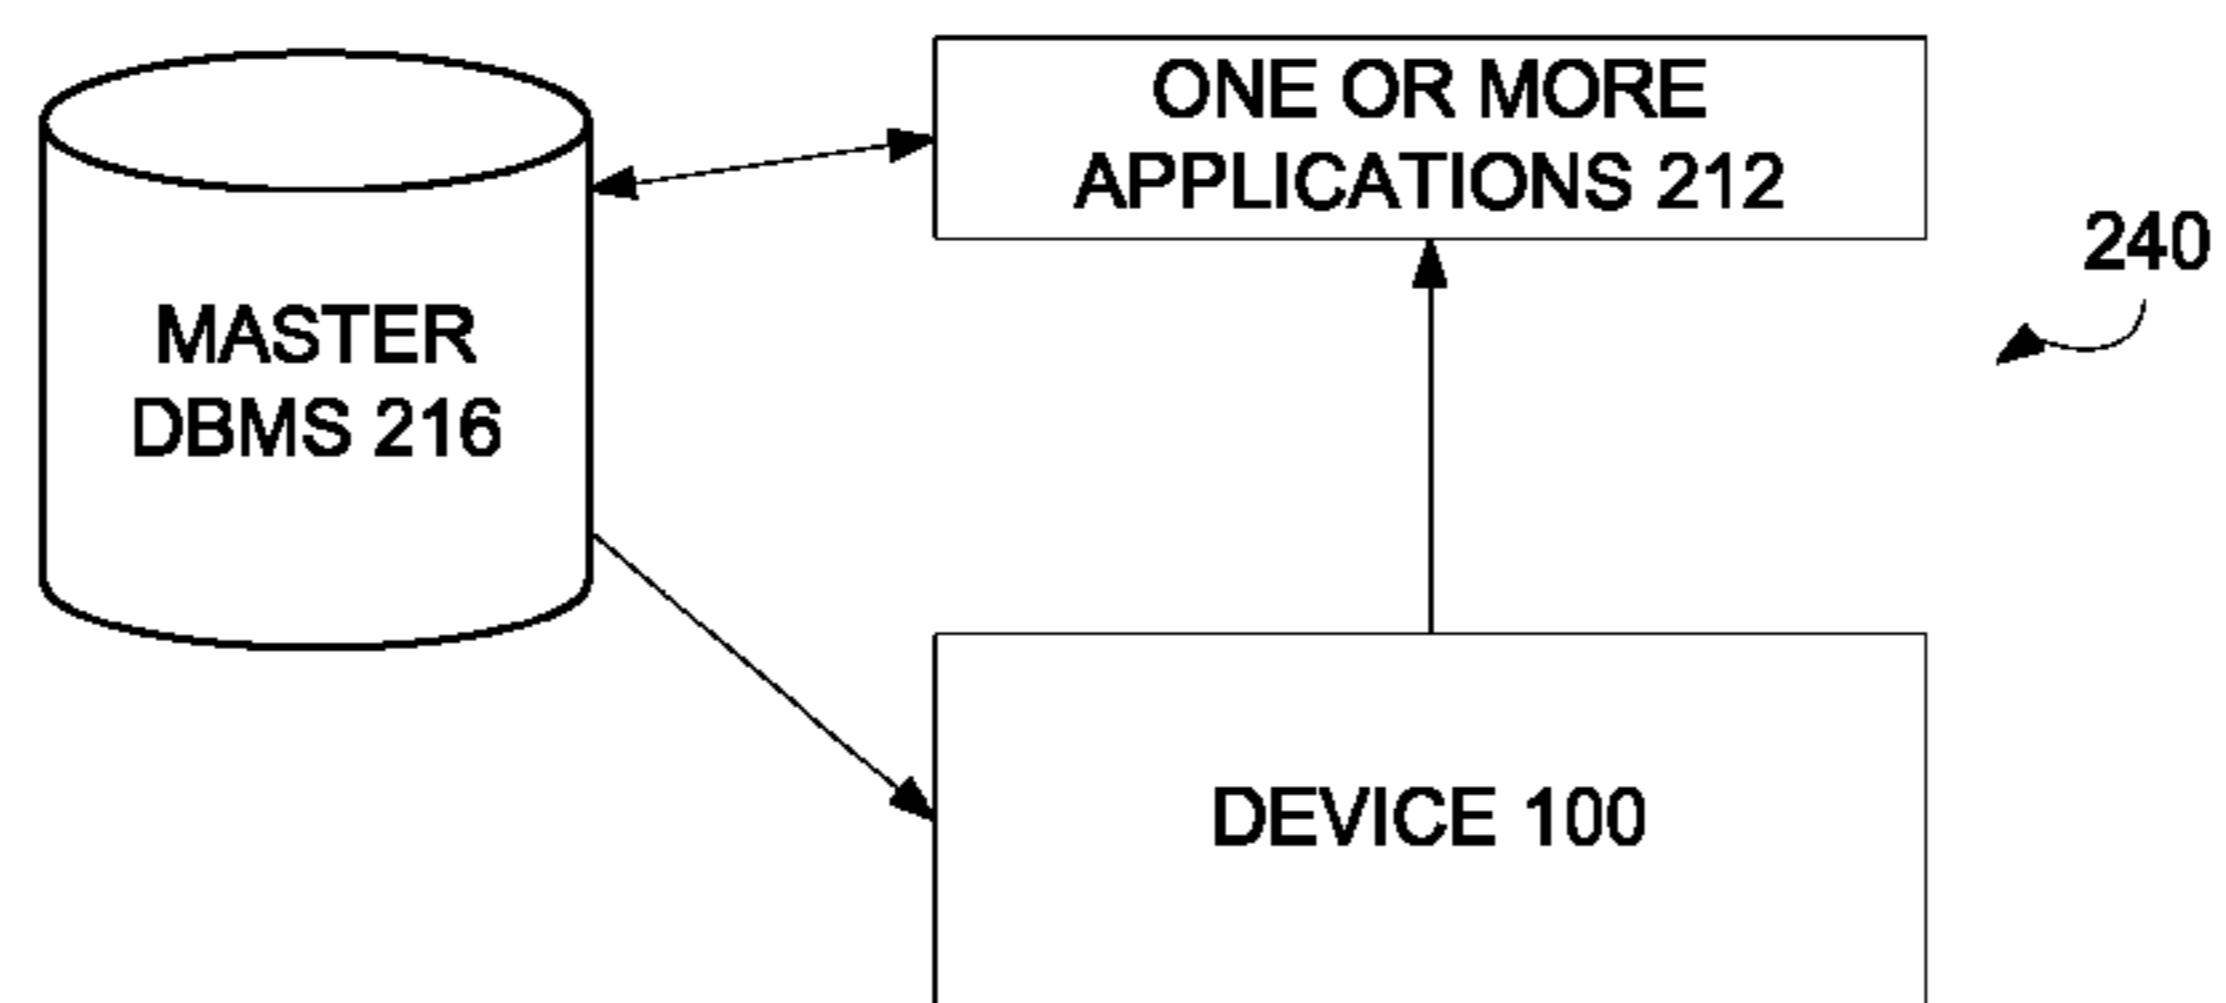 ONE OR MORE
APPLICATIONS 212
240
MASTER
DBMS 216
DEVICE 100